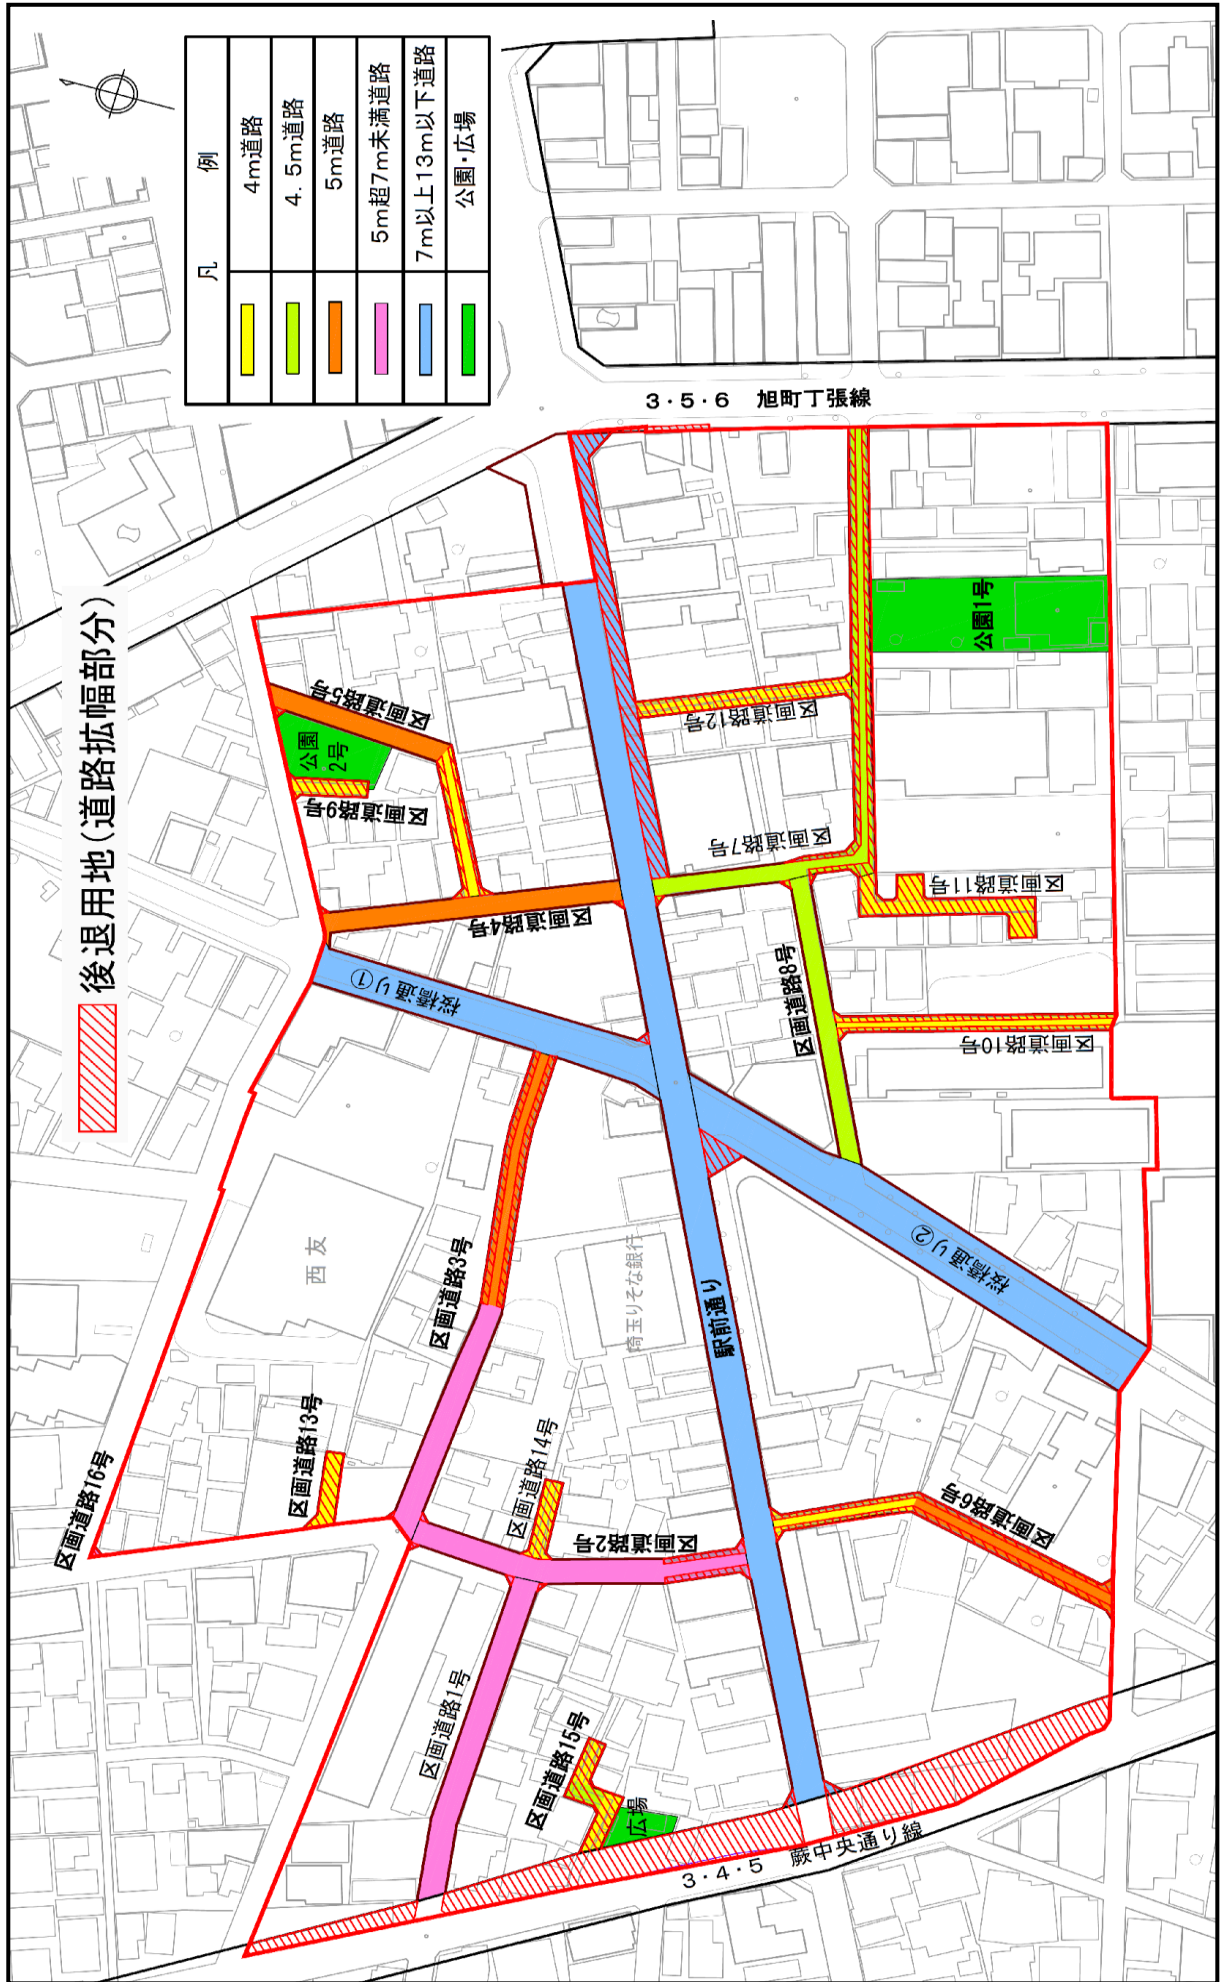 凡　例
4m道路
4.5m道路
5m道路
5m超7m未満道路
7m以上13m以下道路
公園・広場
後退用地(道路拡幅部分)
3・5・6　旭町丁張線
区画道路5号
公園
2号
区画道路9号
区画道路4号
桜橋通り①
区画道路12号
区画道路7号
公園1号
区画道路11号
区画道路8号
区画道路10号
西友
区画道路3号
埼玉りそな銀行
駅前通り
桜橋通り②
区画道路16号
区画道路13号
区画道路14号
区画道路2号
区画道路6号
区画道路1号
区画道路15号
広場
3・4・5　蕨中央通り線